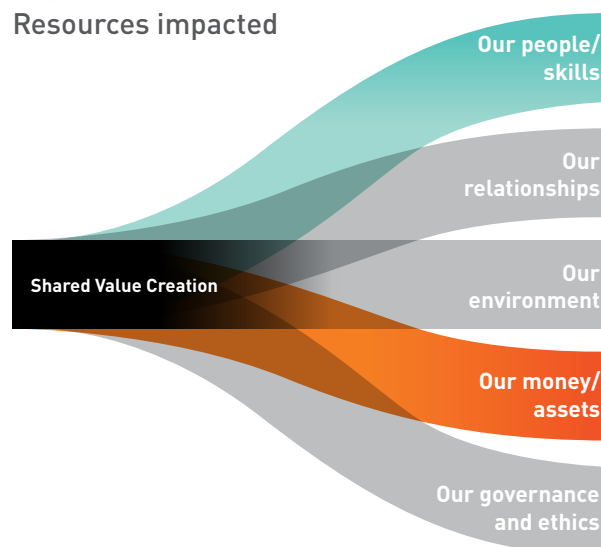 Resources impacted
Our people/
skills
Our
relationships
Shared Value Creation
Our
environment
Our money/
assets
Our governance
and ethics